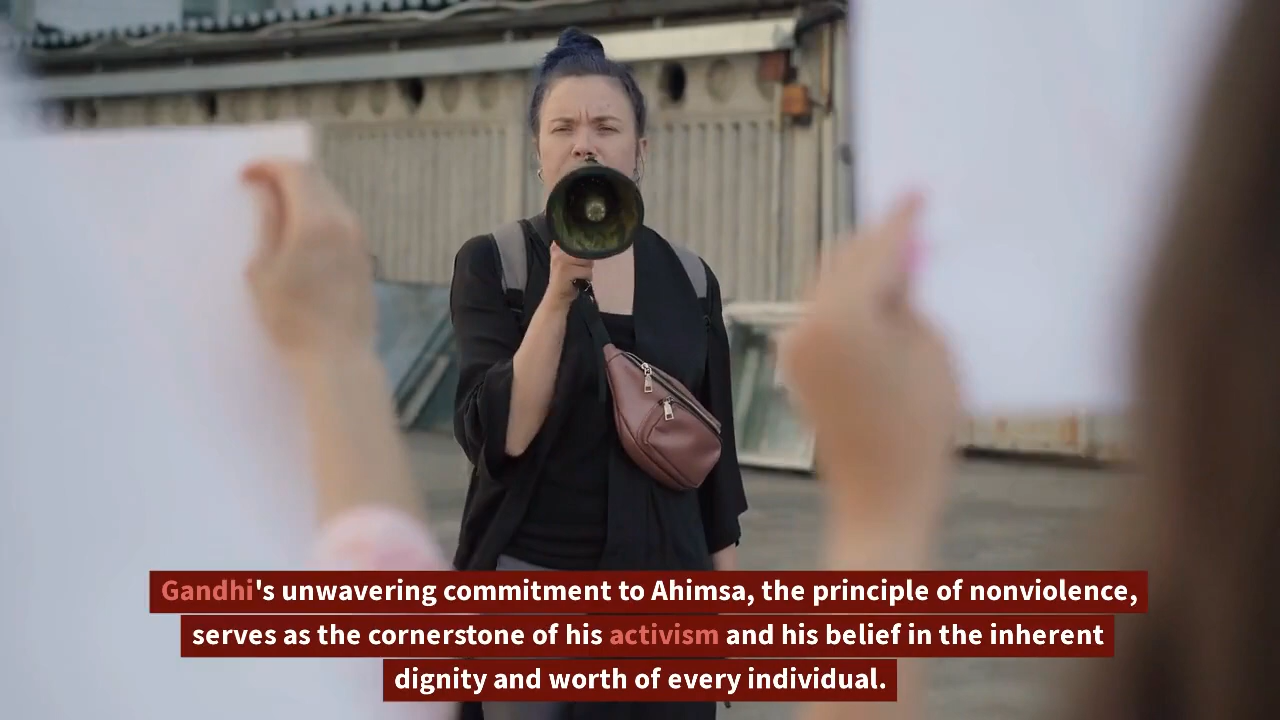 Gandhi's unwavering commitment to Ahimsa, the principle of nonviolence,
serves as the cornerstone of his activism and his belief in the inherent
dignity and worth of every individual.